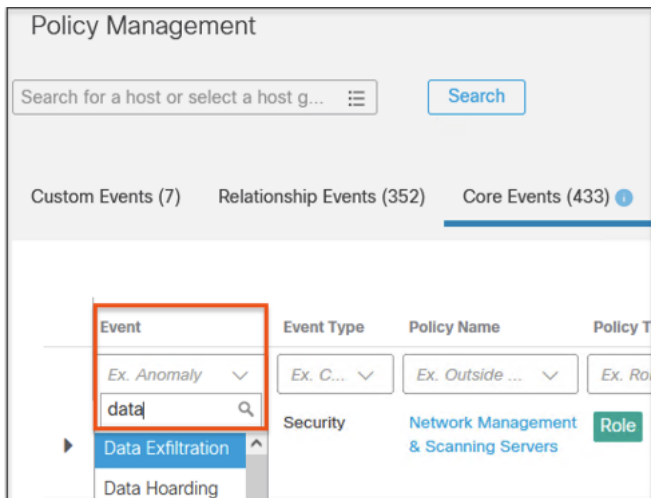 Policy Management
Search for a host or select a host g...
Search
Custom Events (7) Relationship Events (352) Core Events (433) i
Event Event Type Policy Name Policy T
Ex. Anomaly Ex. C... Ex. Outside ... Ex. Rol
data
Security Network Management Role
Data Exfiltration & Scanning Servers
Data Hoarding